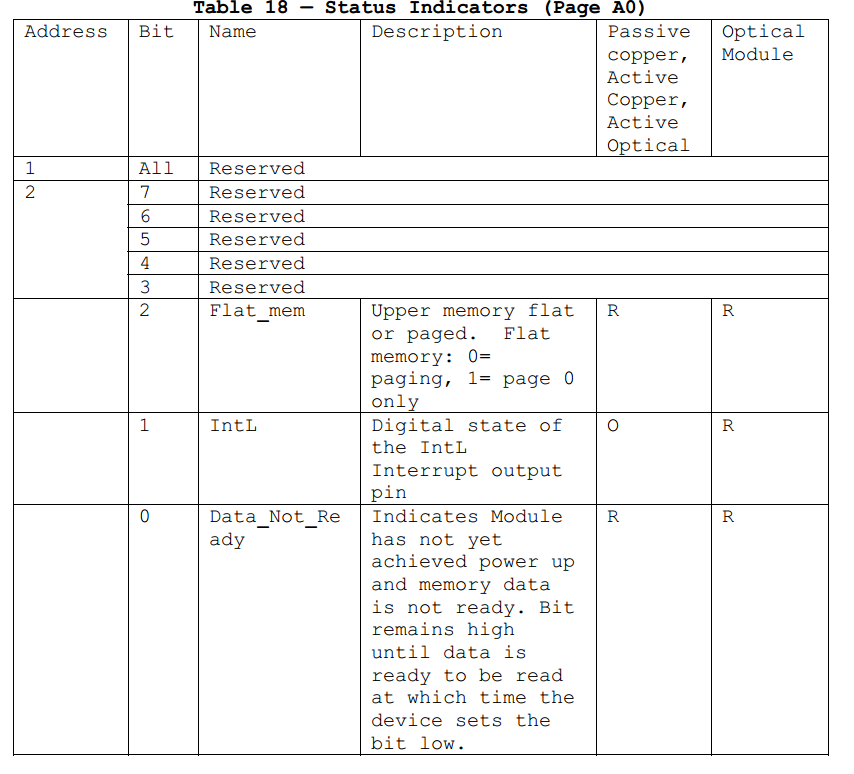 Table 18 — Status Indicators (Page A0)
Address Bit Name Description Passive copper, Active Copper, Active Optical Optical Module
1 All Reserved
2 7 Reserved
6 Reserved
5 Reserved
4 Reserved
3 Reserved
2 Flat_mem Upper memory flat or paged. Flat memory: 0= paging, 1= page 0 only R R
1 IntL Digital state of the IntL Interrupt output pin O R
0 Data_Not_Ready Indicates Module has not yet achieved power up and memory data is not ready. Bit remains high until data is ready to be read at which time the device sets the bit low. R R